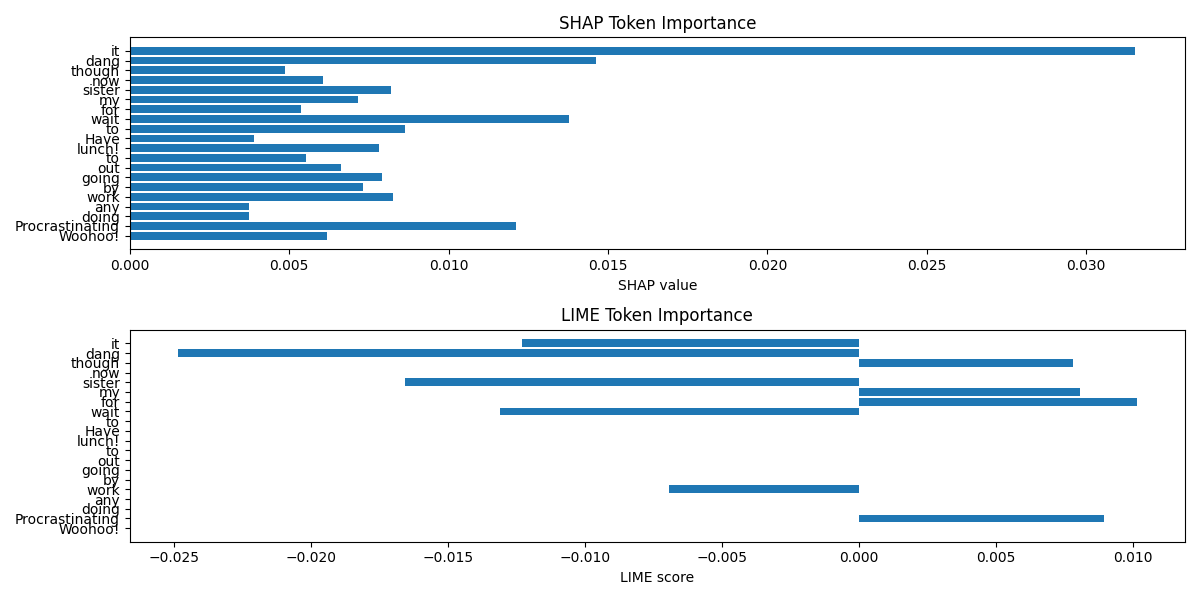 SHAP Token Importance
it
dang
though
now
sister
my
for
wait
to
Have
lunch!
to
out
going
by
work
any
doing
Procrastinating
Woohoo!
0.000 0.005 0.010 0.015 0.020 0.025 0.030
SHAP value
LIME Token Importance
it
dang
though
now
sister
my
for
wait
to
Have
lunch!
to
out
going
by
work
any
doing
Procrastinating
Woohoo!
−0.025 −0.020 −0.015 −0.010 −0.005 0.000 0.005 0.010
LIME score